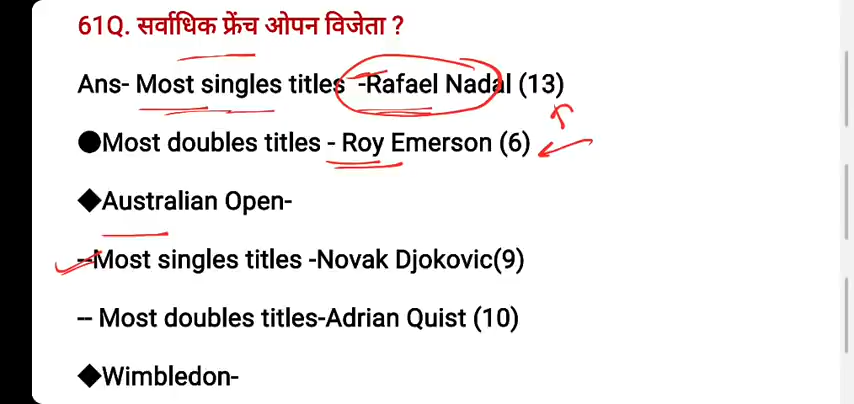 61Q. सर्वाधिक फ्रेंच ओपन विजेता ?
Ans- Most singles titles -Rafael Nadal (13)
●Most doubles titles - Roy Emerson (6)
◆Australian Open-
--Most singles titles -Novak Djokovic(9)
-- Most doubles titles-Adrian Quist (10)
◆Wimbledon-